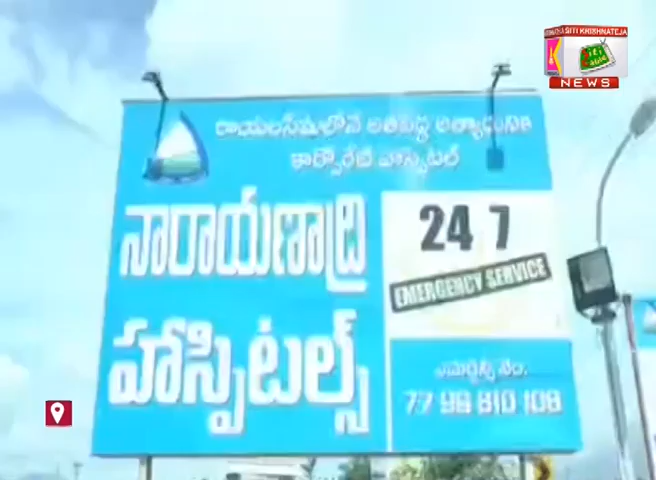 SITI KRISHNATEJA
NEWS
రాయలసీమలోనే అతిపెద్ద అత్యాధునిక
కార్పొరేట్ హాస్పిటల్
నారాయణాద్రి
హాస్పిటల్స్
24 7
EMERGENCY SERVICE
ఎమర్జెన్సీ నెం.
77 98 810 108